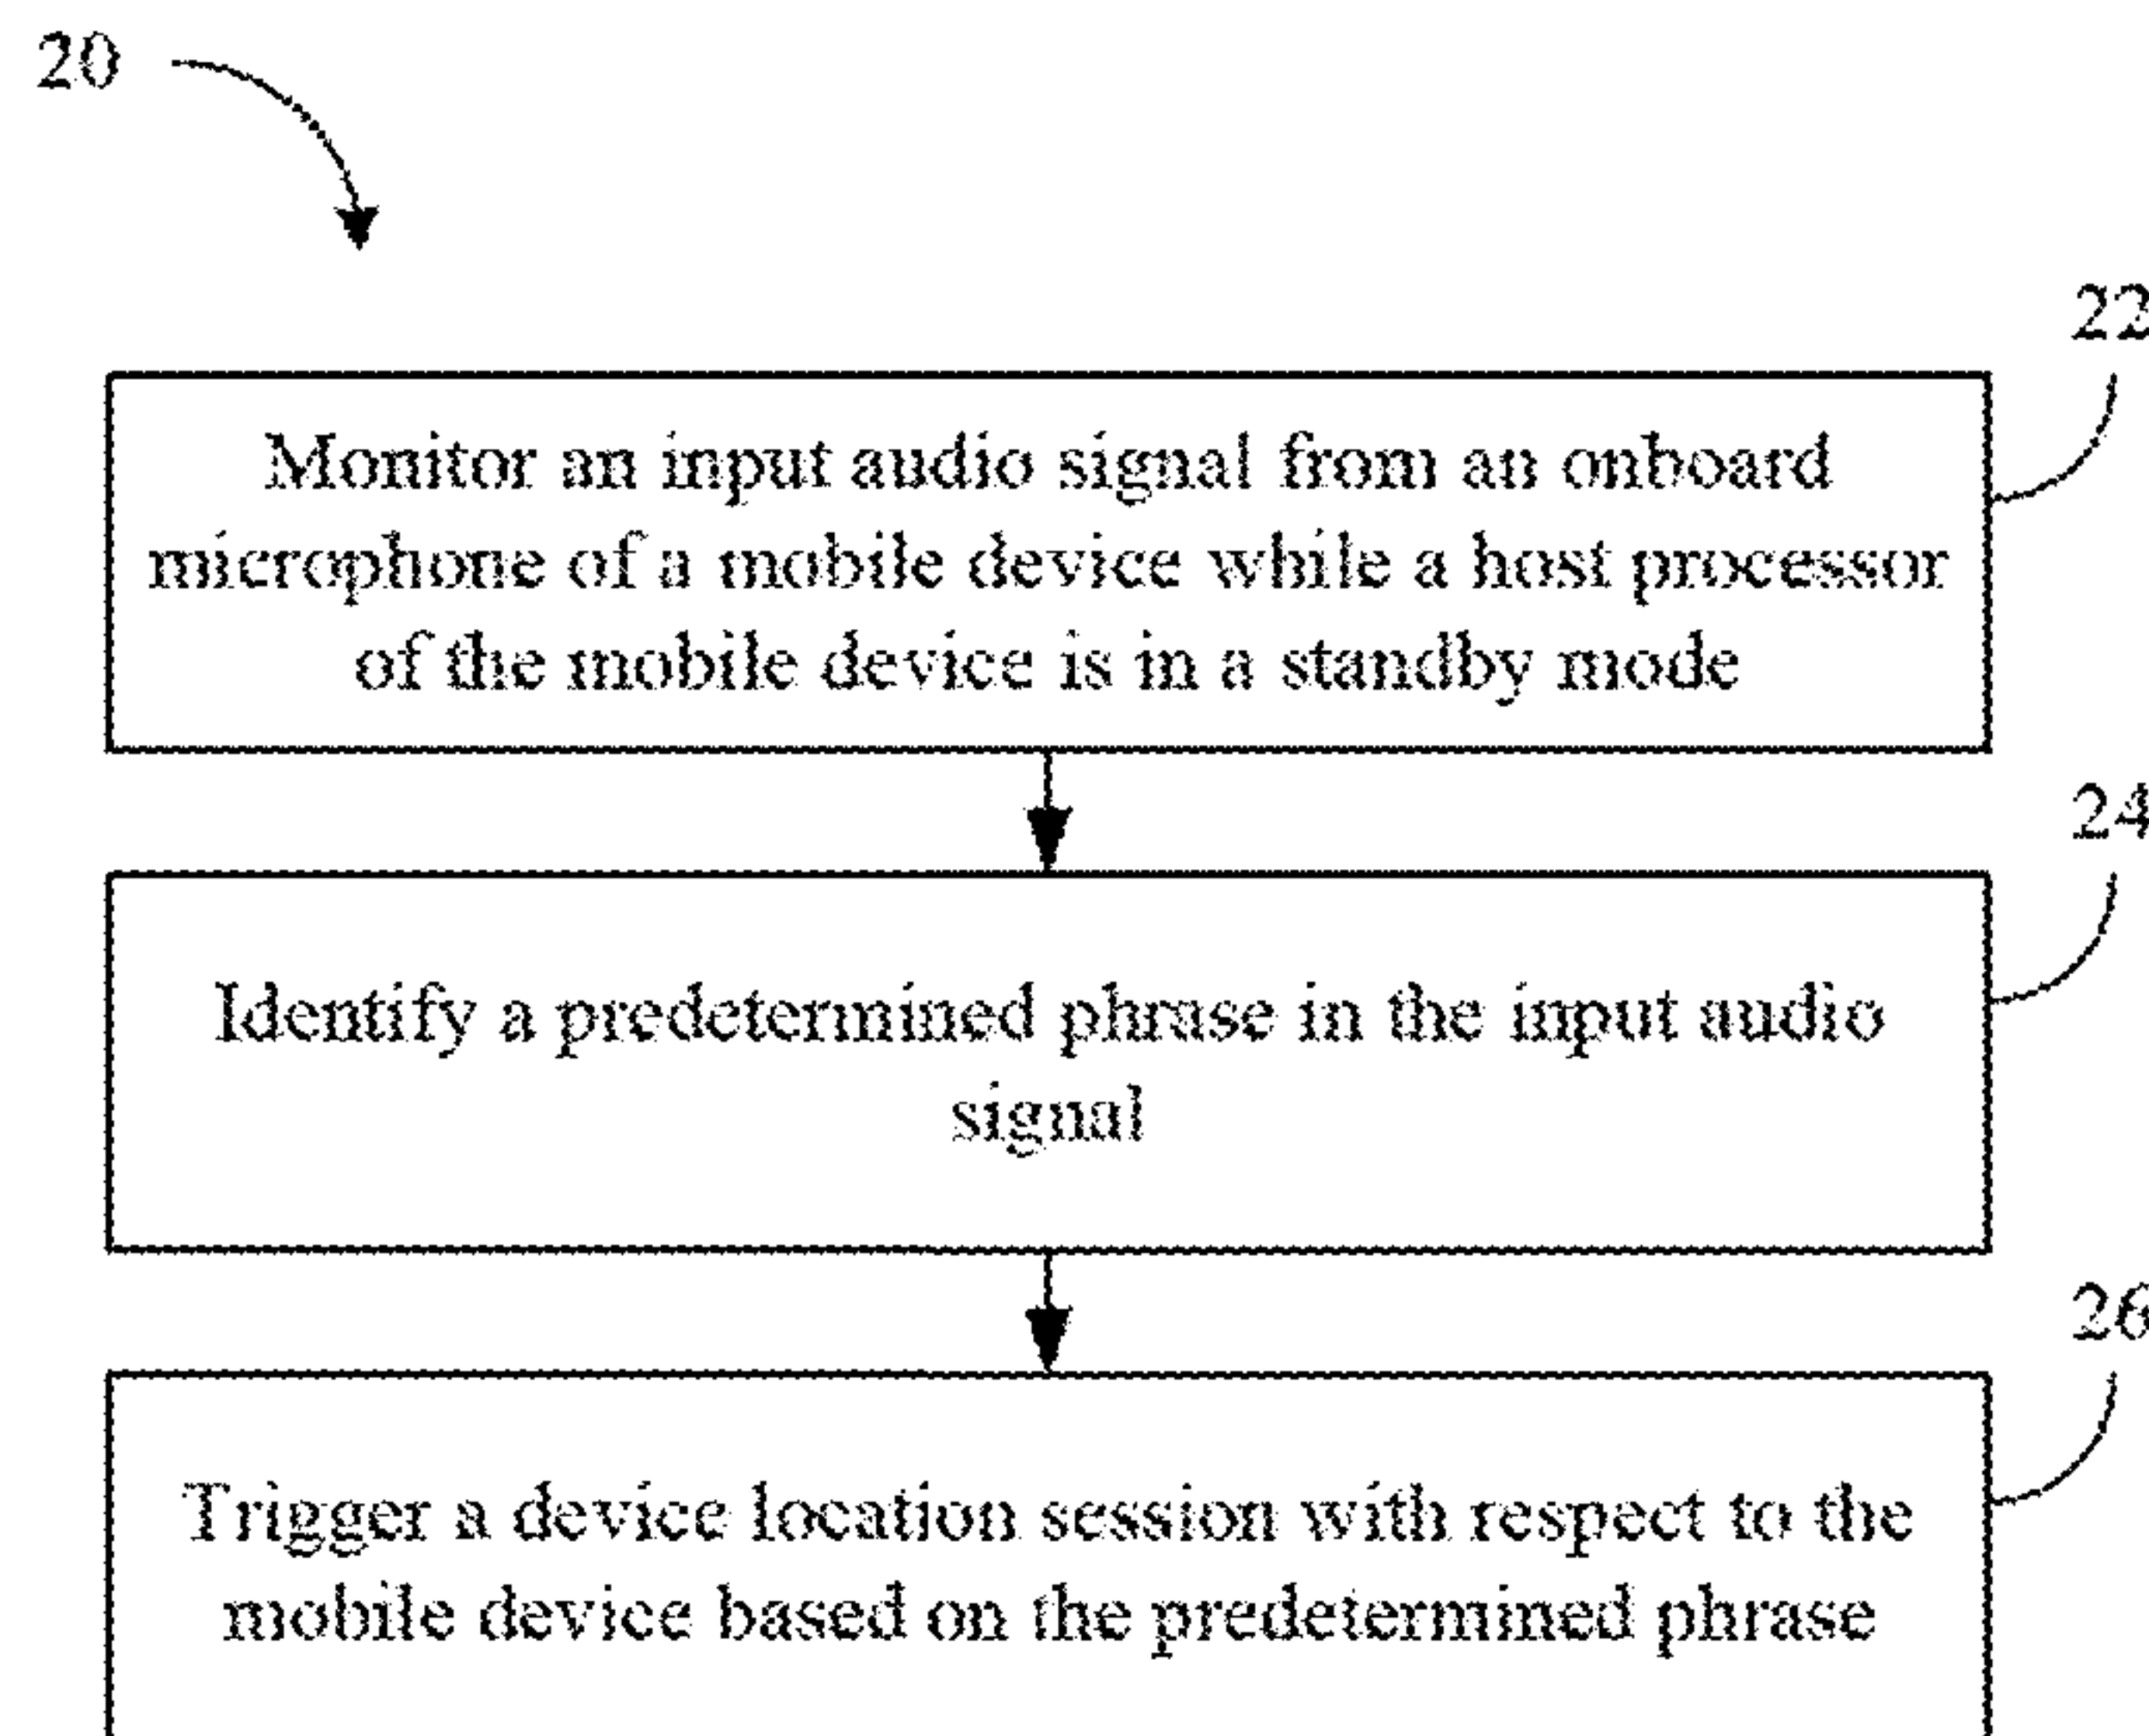 20
22
Monitor an input audio signal from an onboard
microphone of a mobile device while a host processor
of the mobile device is in a standby mode
24
Identify a predetermined phrase in the input audio
signal
26
Trigger a device location session with respect to the
mobile device based on the predetermined phrase